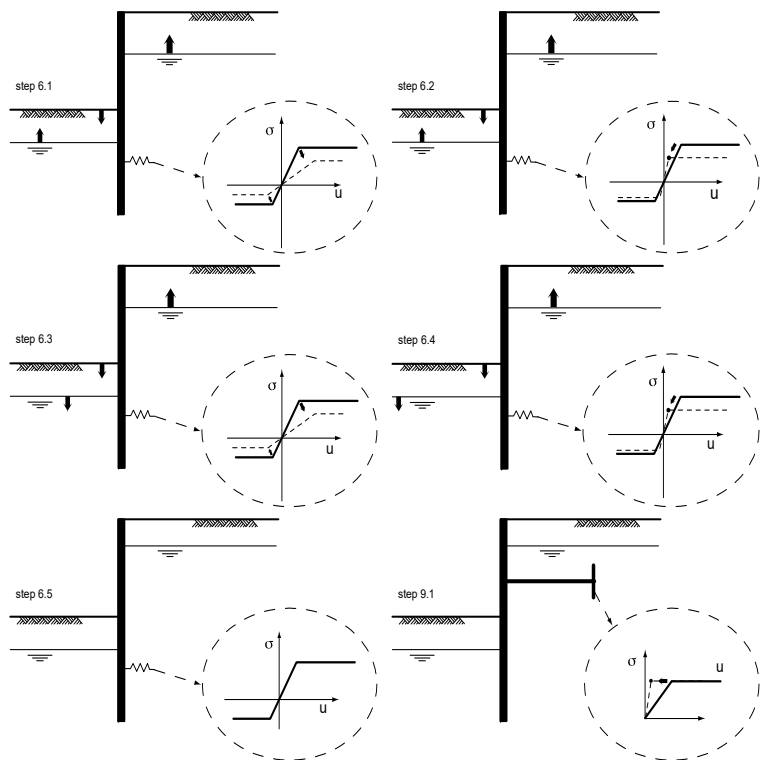 step 6.1
σ
u
step 6.2
σ
u
step 6.3
σ
u
step 6.4
σ
u
step 6.5
σ
u
step 9.1
σ
u